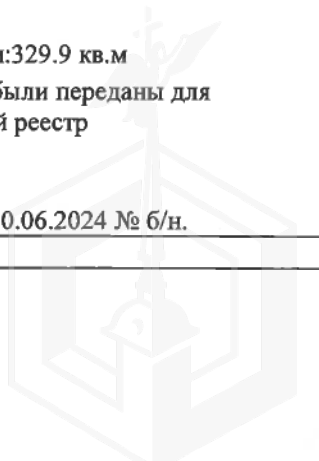 :329.9 кв.м
были переданы для
й реестр
0.06.2024 № б/н.